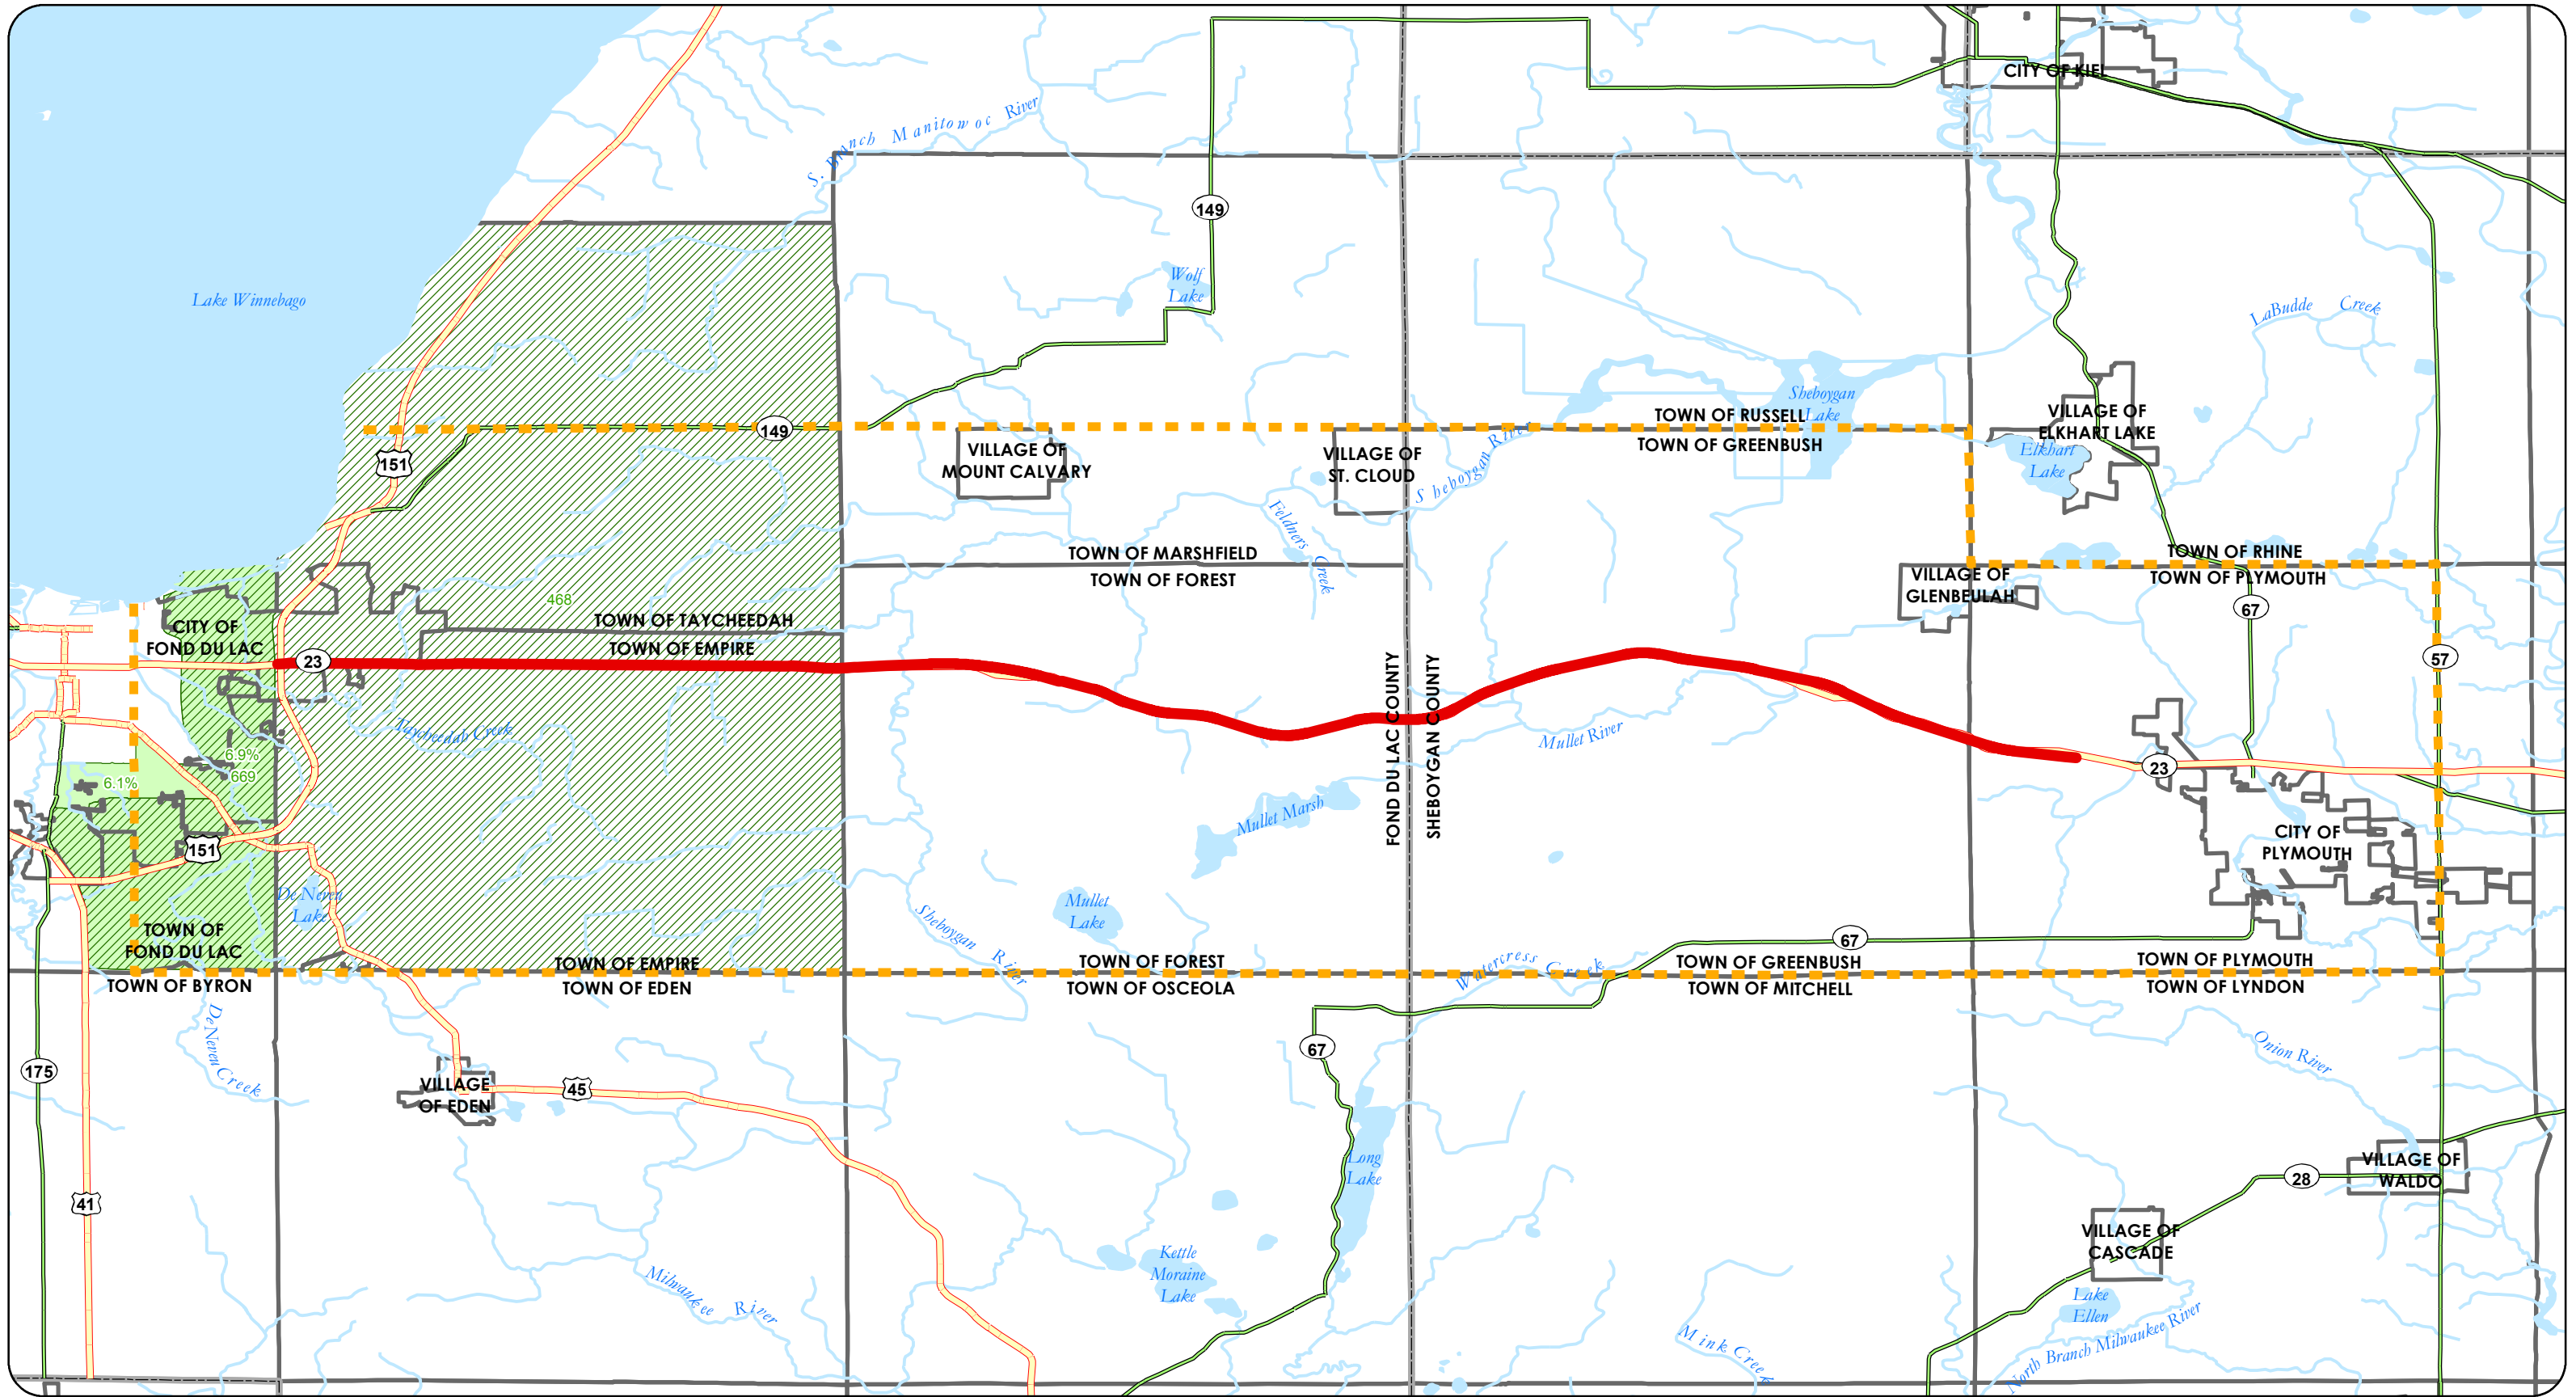 CITY OF KIEL
S. Branch Manitowoc River
149
Wolf
Lake
Lake Winnebago
LaBudde Creek
Sheboygan
Lake
TOWN OF RUSSELL
TOWN OF GREENBUSH
VILLAGE OF
ELKHART LAKE
Elkhart
Lake
149
151
VILLAGE OF
MOUNT CALVARY
VILLAGE OF
ST. CLOUD
Sheboygan River
Feldners Creek
TOWN OF MARSHFIELD
TOWN OF FOREST
TOWN OF RHINE
TOWN OF PLYMOUTH
VILLAGE OF
GLENBEULAH
67
468
TOWN OF TAYCHEEDAH
TOWN OF EMPIRE
CITY OF
FOND DU LAC
23
57
FOND DU LAC COUNTY
SHEBOYGAN COUNTY
Taycheedah Creek
Mullet River
6.9%
669
6.1%
23
Mullet Marsh
CITY OF
PLYMOUTH
151
DeNeven
Lake
Mullet
Lake
Sheboygan River
TOWN OF
FOND DU LAC
TOWN OF BYRON
TOWN OF EMPIRE
TOWN OF EDEN
TOWN OF FOREST
TOWN OF OSCEOLA
Watercress Creek
67
TOWN OF GREENBUSH
TOWN OF MITCHELL
TOWN OF PLYMOUTH
TOWN OF LYNDON
DeNeveu Creek
67
Onion River
175
VILLAGE
OF EDEN
45
Long
Lake
VILLAGE OF
WALDO
28
41
VILLAGE OF
CASCADE
Kettle
Moraine
Lake
Milwaukee River
Lake
Ellen
Mink Creek
North Branch Milwaukee River